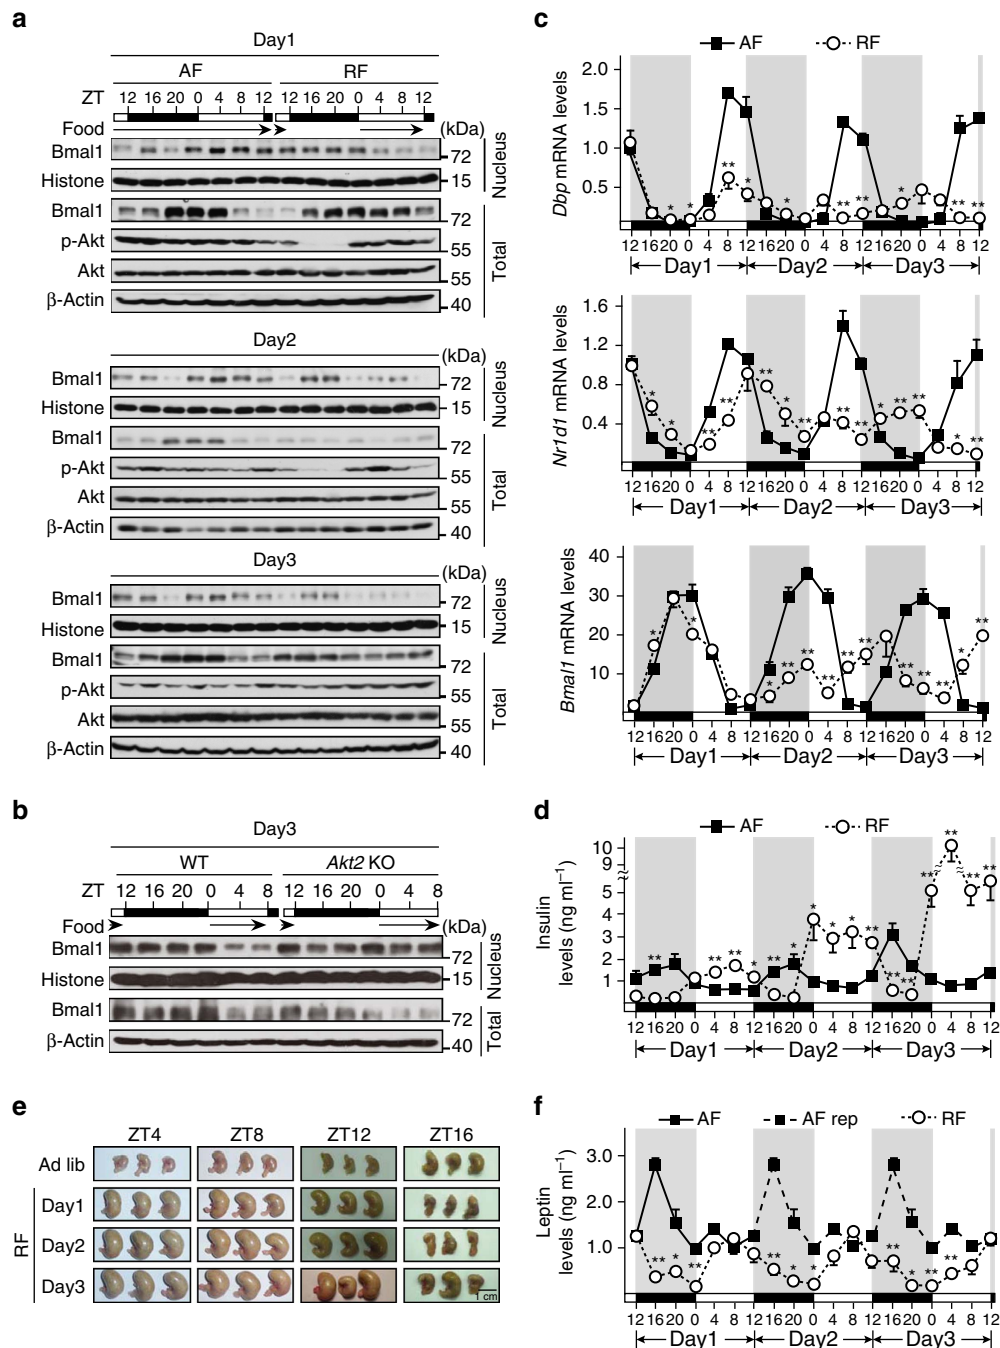 a
Day1
AF RF
ZT 12 16 20 0 4 8 12 12 16 20 0 4 8 12
Food (kDa)
Bmal1 72
Histone 15
Nucleus
Bmal1 72
p-Akt 55
Akt 55
β-Actin 40
Total
Day2
(kDa)
Bmal1 72
Histone 15
Nucleus
Bmal1 72
p-Akt 55
Akt 55
β-Actin 40
Total
Day3
(kDa)
Bmal1 72
Histone 15
Nucleus
Bmal1 72
p-Akt 55
Akt 55
β-Actin 40
Total
b
Day3
WT Akt2 KO
ZT 12 16 20 0 4 8 12 16 20 0 4 8
Food (kDa)
Bmal1 72
Histone 15
Nucleus
Bmal1 72
β-Actin 40
Total
c
AF RF
Dbp mRNA levels
2.0
1.5
1.0
0.5
** * * * * ** ** * * ** **
12 16 20 0 4 8 12 16 20 0 4 8 12 16 20 0 4 8 12
Day1 Day2 Day3
Nr1d1 mRNA levels
1.6
1.2
0.8
0.4
* * ** ** ** * * ** ** * ** ** * **
12 16 20 0 4 8 12 16 20 0 4 8 12 16 20 0 4 8 12
Day1 Day2 Day3
Bmal1 mRNA levels
40
30
20
10
* * * ** ** ** ** ** ** ** ** * **
12 16 20 0 4 8 12 16 20 0 4 8 12 16 20 0 4 8 12
Day1 Day2 Day3
d
AF RF
Insulin
levels (ng ml⁻¹)
10
9
5
4
3
2
1
** ** ** * ** * * * * ** ** ** ** ** ** **
12 16 20 0 4 8 12 16 20 0 4 8 12 16 20 0 4 8 12
Day1 Day2 Day3
e
ZT4 ZT8 ZT12 ZT16
Ad lib
RF
Day1
Day2
Day3
1 cm
f
AF AF rep RF
Leptin
levels (ng ml⁻¹)
3.0
2.0
1.0
** * ** ** * * ** * ** **
12 16 20 0 4 8 12 16 20 0 4 8 12 16 20 0 4 8 12
Day1 Day2 Day3